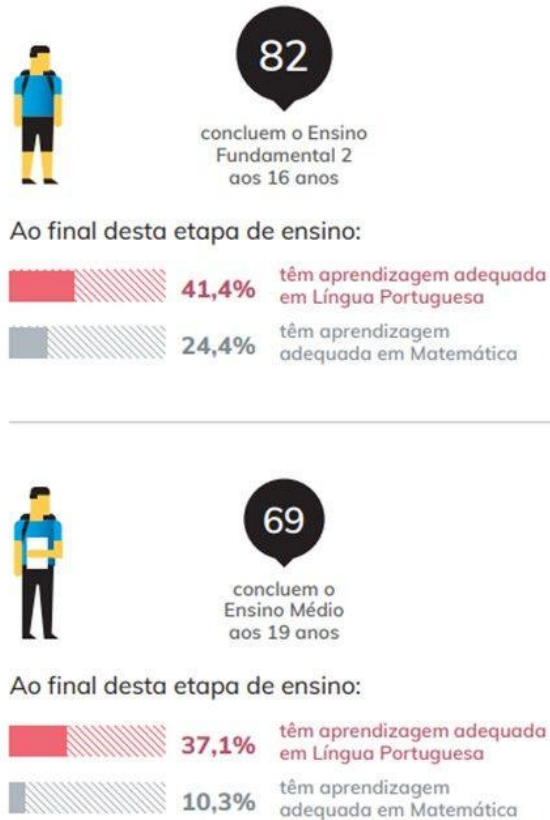 82
concluem o Ensino
Fundamental 2
aos 16 anos
Ao final desta etapa de ensino:
41,4%
têm aprendizagem adequada
em Língua Portuguesa
24,4%
têm aprendizagem
adequada em Matemática
69
concluem o
Ensino Médio
aos 19 anos
Ao final desta etapa de ensino:
37,1%
têm aprendizagem adequada
em Língua Portuguesa
10,3%
têm aprendizagem
adequada em Matemática